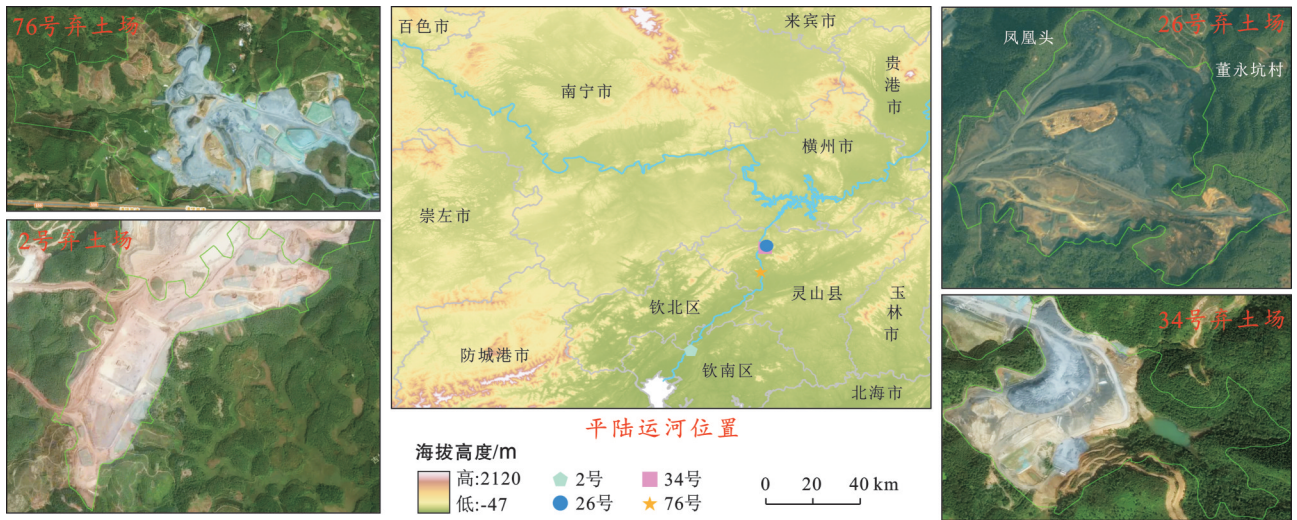 76号弃土场
2号弃土场
百色市
来宾市
南宁市
贵港市
横州市
崇左市
灵山县
钦北区
玉林市
防城港市
钦南区
北海市
平陆运河位置
海拔高度/m
高:2120
低:-47
2号
34号
26号
76号
0 20 40 km
26号弃土场
凤凰头
董永坑村
34号弃土场